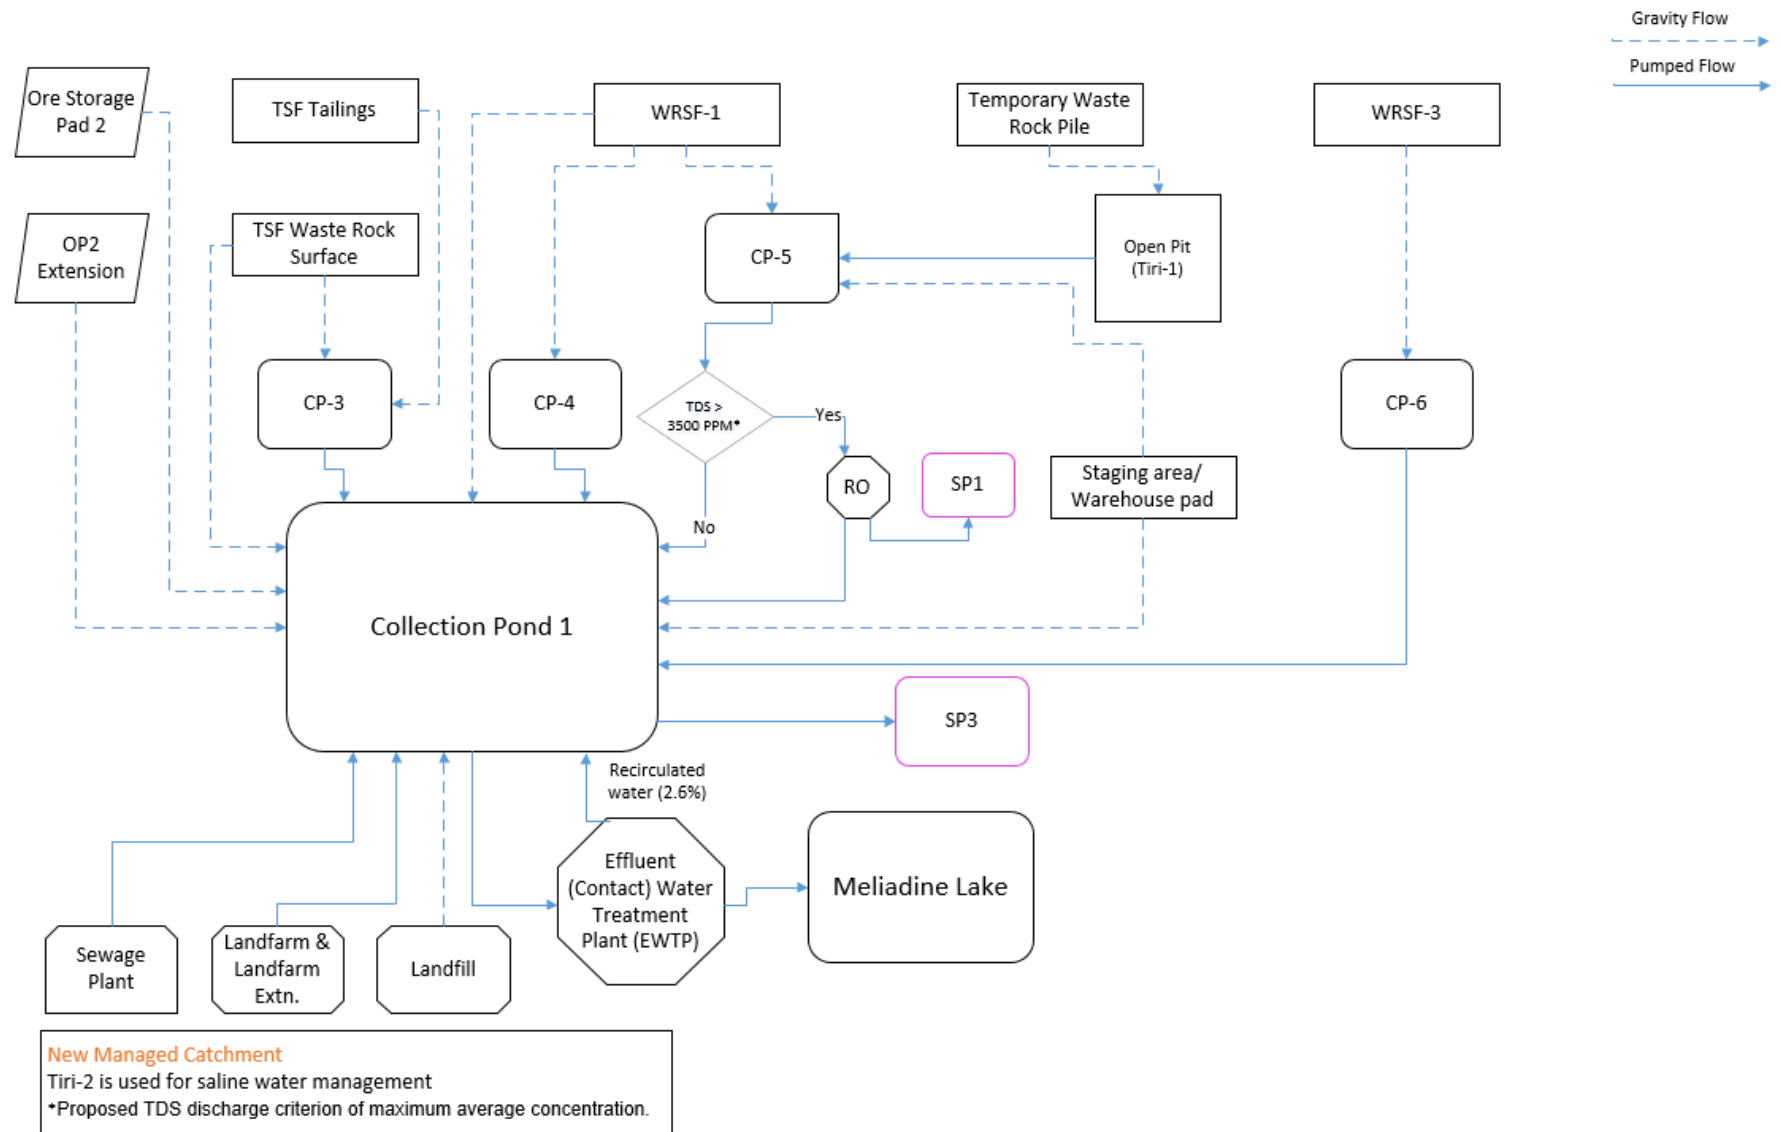 Gravity Flow
Pumped Flow
Ore Storage
Pad 2
TSF Tailings
WRSF-1
Temporary Waste
Rock Pile
WRSF-3
OP2
Extension
TSF Waste Rock
Surface
CP-5
Open Pit
(Tiri-1)
CP-3
CP-4
TDS >
3500 PPM*
Yes
CP-6
RO
SP1
Staging area/
Warehouse pad
No
Collection Pond 1
SP3
Recirculated
water (2.6%)
Effluent
(Contact) Water
Treatment
Plant (EWTP)
Meliadine Lake
Sewage
Plant
Landfarm &
Landfarm
Extn.
Landfill
New Managed Catchment
Tiri-2 is used for saline water management
*Proposed TDS discharge criterion of maximum average concentration.